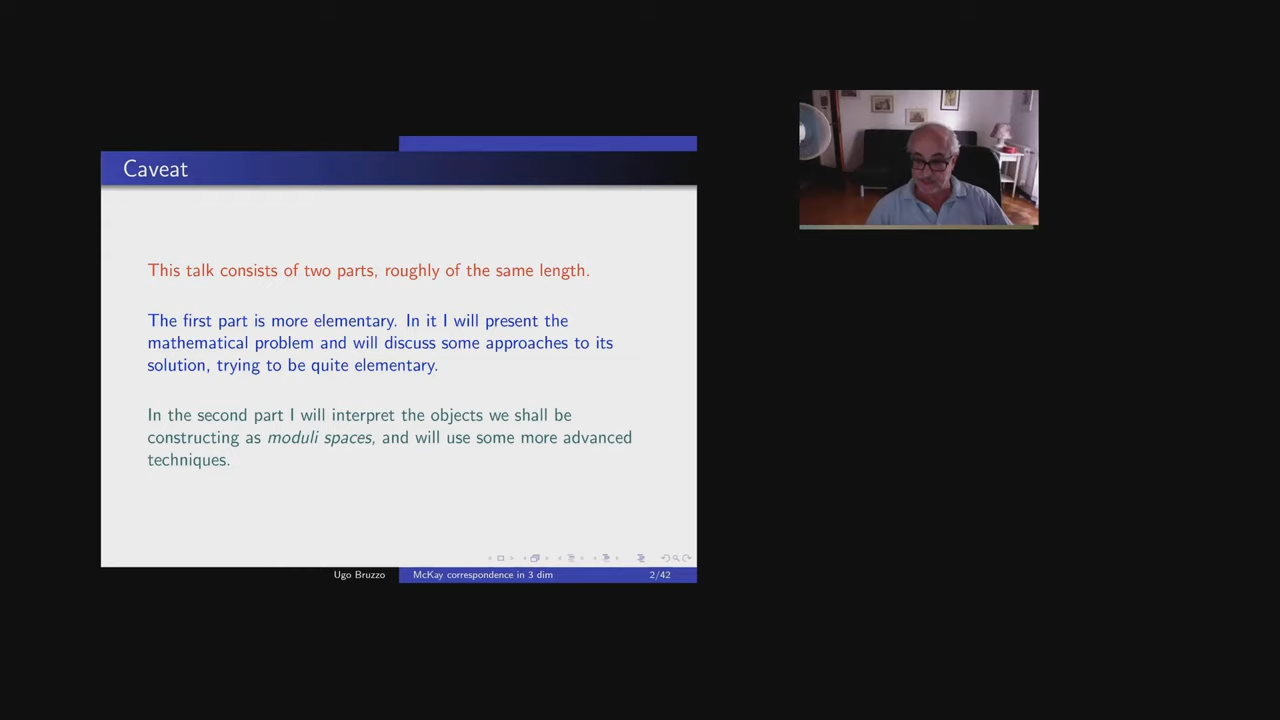 Caveat
This talk consists of two parts, roughly of the same length.
The first part is more elementary. In it I will present the
mathematical problem and will discuss some approaches to its
solution, trying to be quite elementary.
In the second part I will interpret the objects we shall be
constructing as moduli spaces, and will use some more advanced
techniques.
Ugo Bruzzo
McKay correspondence in 3 dim
2/42